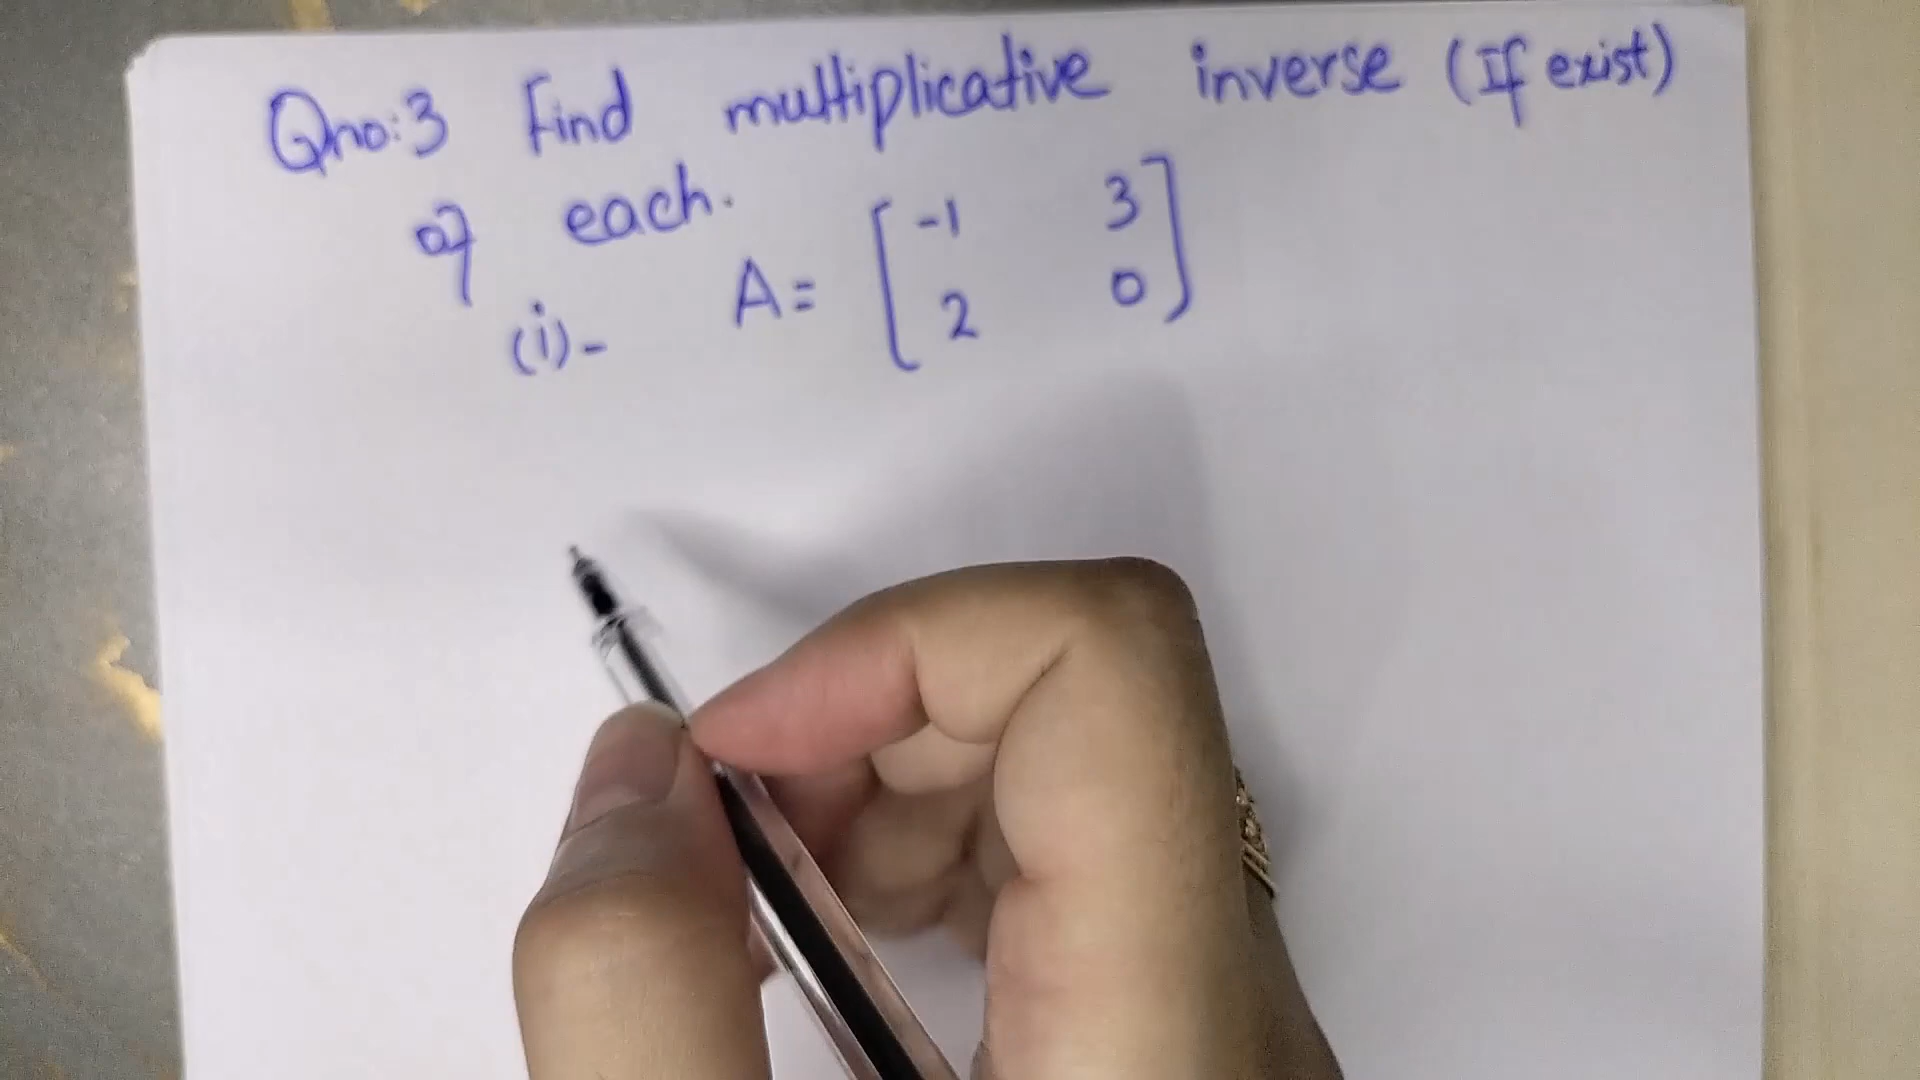 Qno:3 Find multiplicative inverse (If exist)
of each.
(i)- A= [ -1 3
2 0 ]